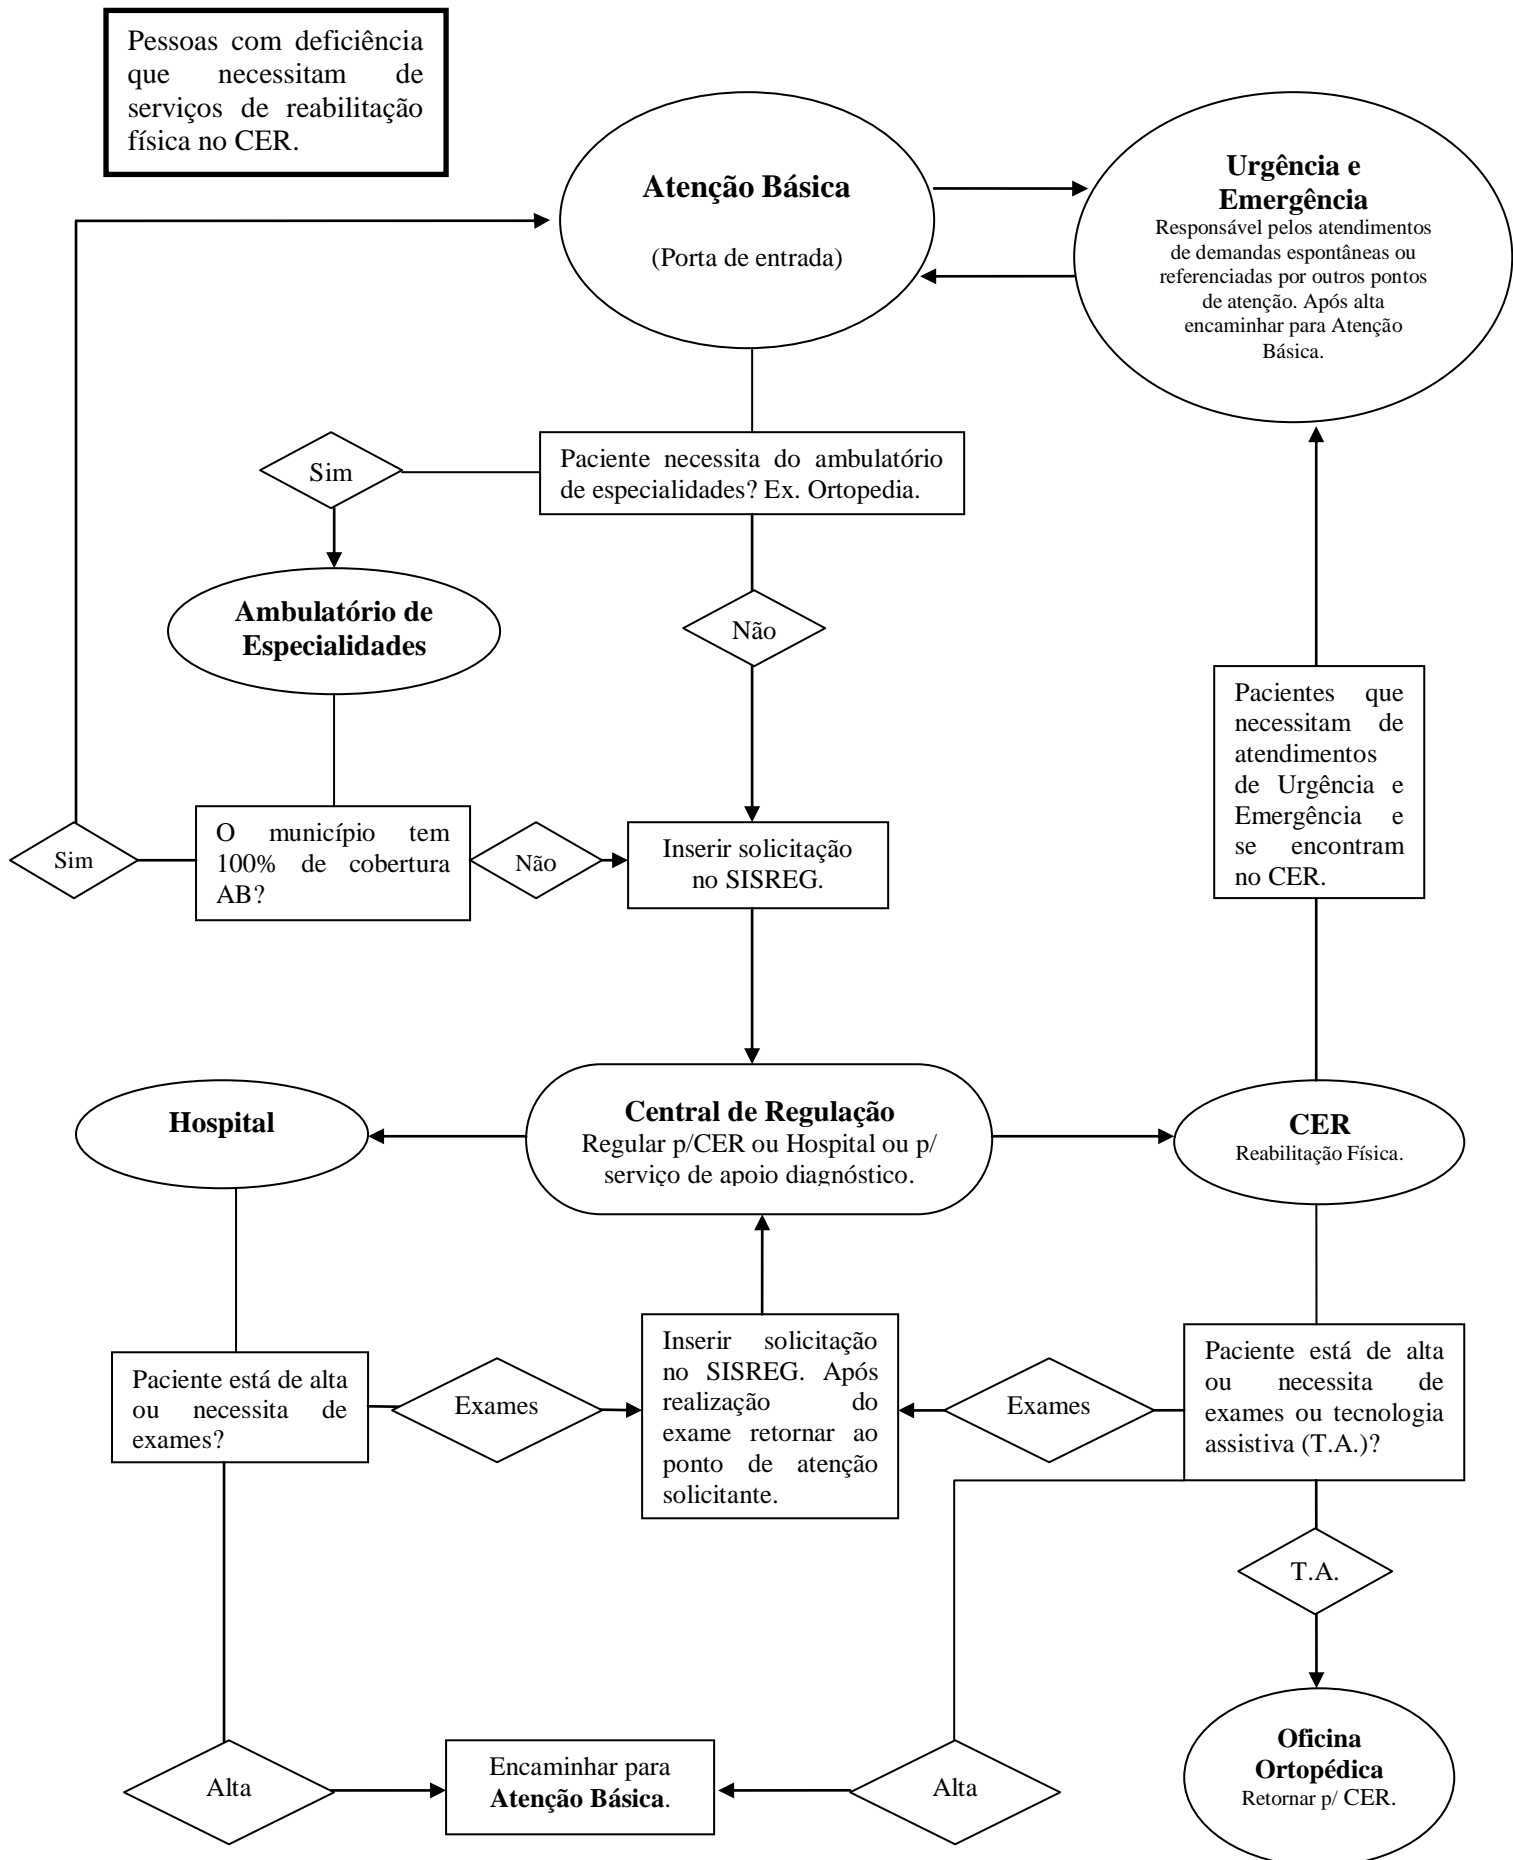 Pessoas com deficiência
que necessitam de
serviços de reabilitação
física no CER.
Atenção Básica
(Porta de entrada)
Urgência e
Emergência
Responsável pelos atendimentos
de demandas espontâneas ou
referenciadas por outros pontos
de atenção. Após alta
encaminhar para Atenção
Básica.
Sim
Paciente necessita do ambulatório
de especialidades? Ex. Ortopedia.
Ambulatório de
Especialidades
Não
Pacientes que
necessitam de
atendimentos
de Urgência e
Emergência e
se encontram
no CER.
Sim
O município tem
100% de cobertura
AB?
Não
Inserir solicitação
no SISREG.
Hospital
Central de Regulação
Regular p/CER ou Hospital ou p/
serviço de apoio diagnóstico.
CER
Reabilitação Física.
Paciente está de alta
ou necessita de
exames?
Exames
Inserir solicitação
no SISREG. Após
realização do
exame retornar ao
ponto de atenção
solicitante.
Exames
Paciente está de alta
ou necessita de
exames ou tecnologia
assistiva (T.A.)?
T.A.
Alta
Encaminhar para
Atenção Básica.
Alta
Oficina
Ortopédica
Retornar p/ CER.